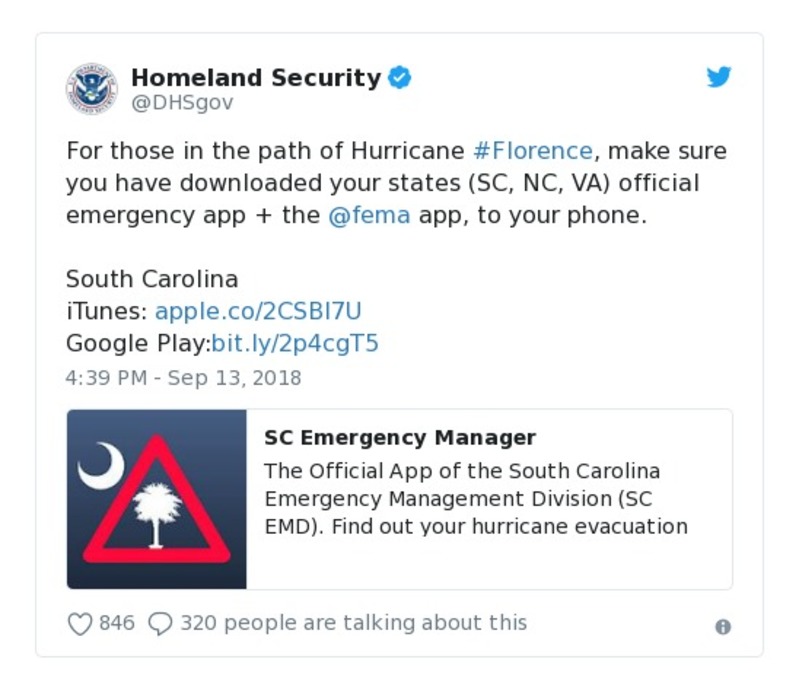 Homeland Security
@DHSgov
For those in the path of Hurricane #Florence, make sure
you have downloaded your states (SC, NC, VA) official
emergency app + the @fema app, to your phone.
South Carolina
iTunes: apple.co/2CSBI7U
Google Play:bit.ly/2p4cgT5
4:39 PM - Sep 13, 2018
SC Emergency Manager
The Official App of the South Carolina
Emergency Management Division (SC
EMD). Find out your hurricane evacuation
846 320 people are talking about this